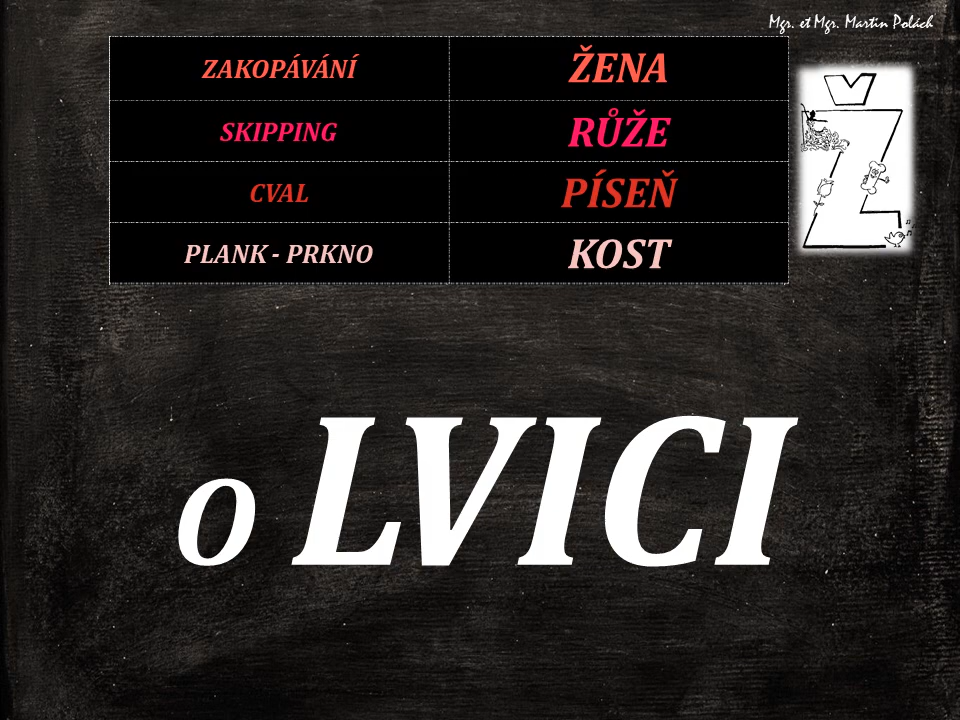 Mgr. et Mgr. Martin Polách
ZAKOPÁVÁNÍ ŽENA
SKIPPING RŮŽE
CVAL PÍSEŇ
PLANK - PRKNO KOST
Ž
o LVICI